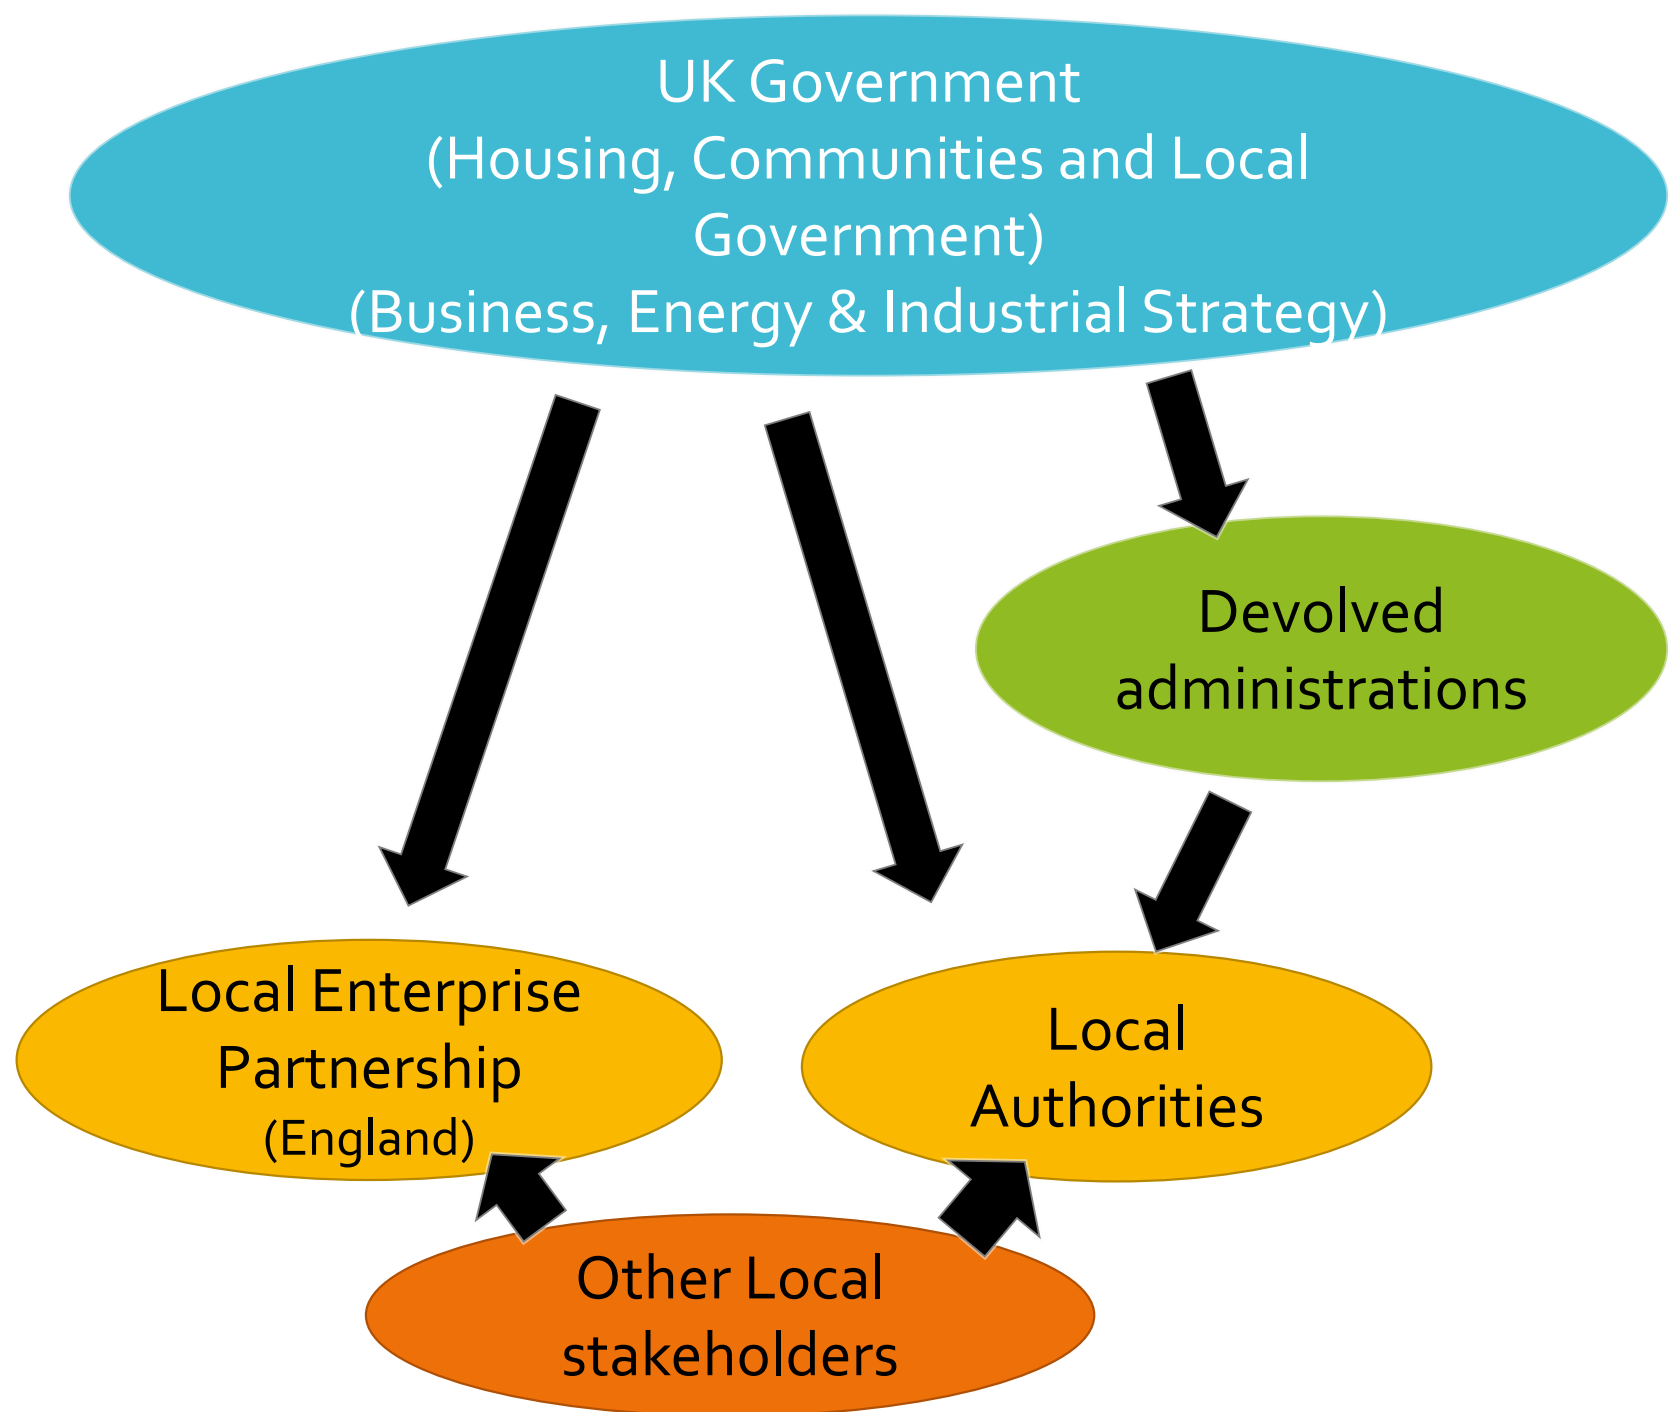 UK Government
(Housing, Communities and Local
Government)
(Business, Energy & Industrial Strategy)
Devolved
administrations
Local Enterprise
Partnership
(England)
Local
Authorities
Other Local
stakeholders